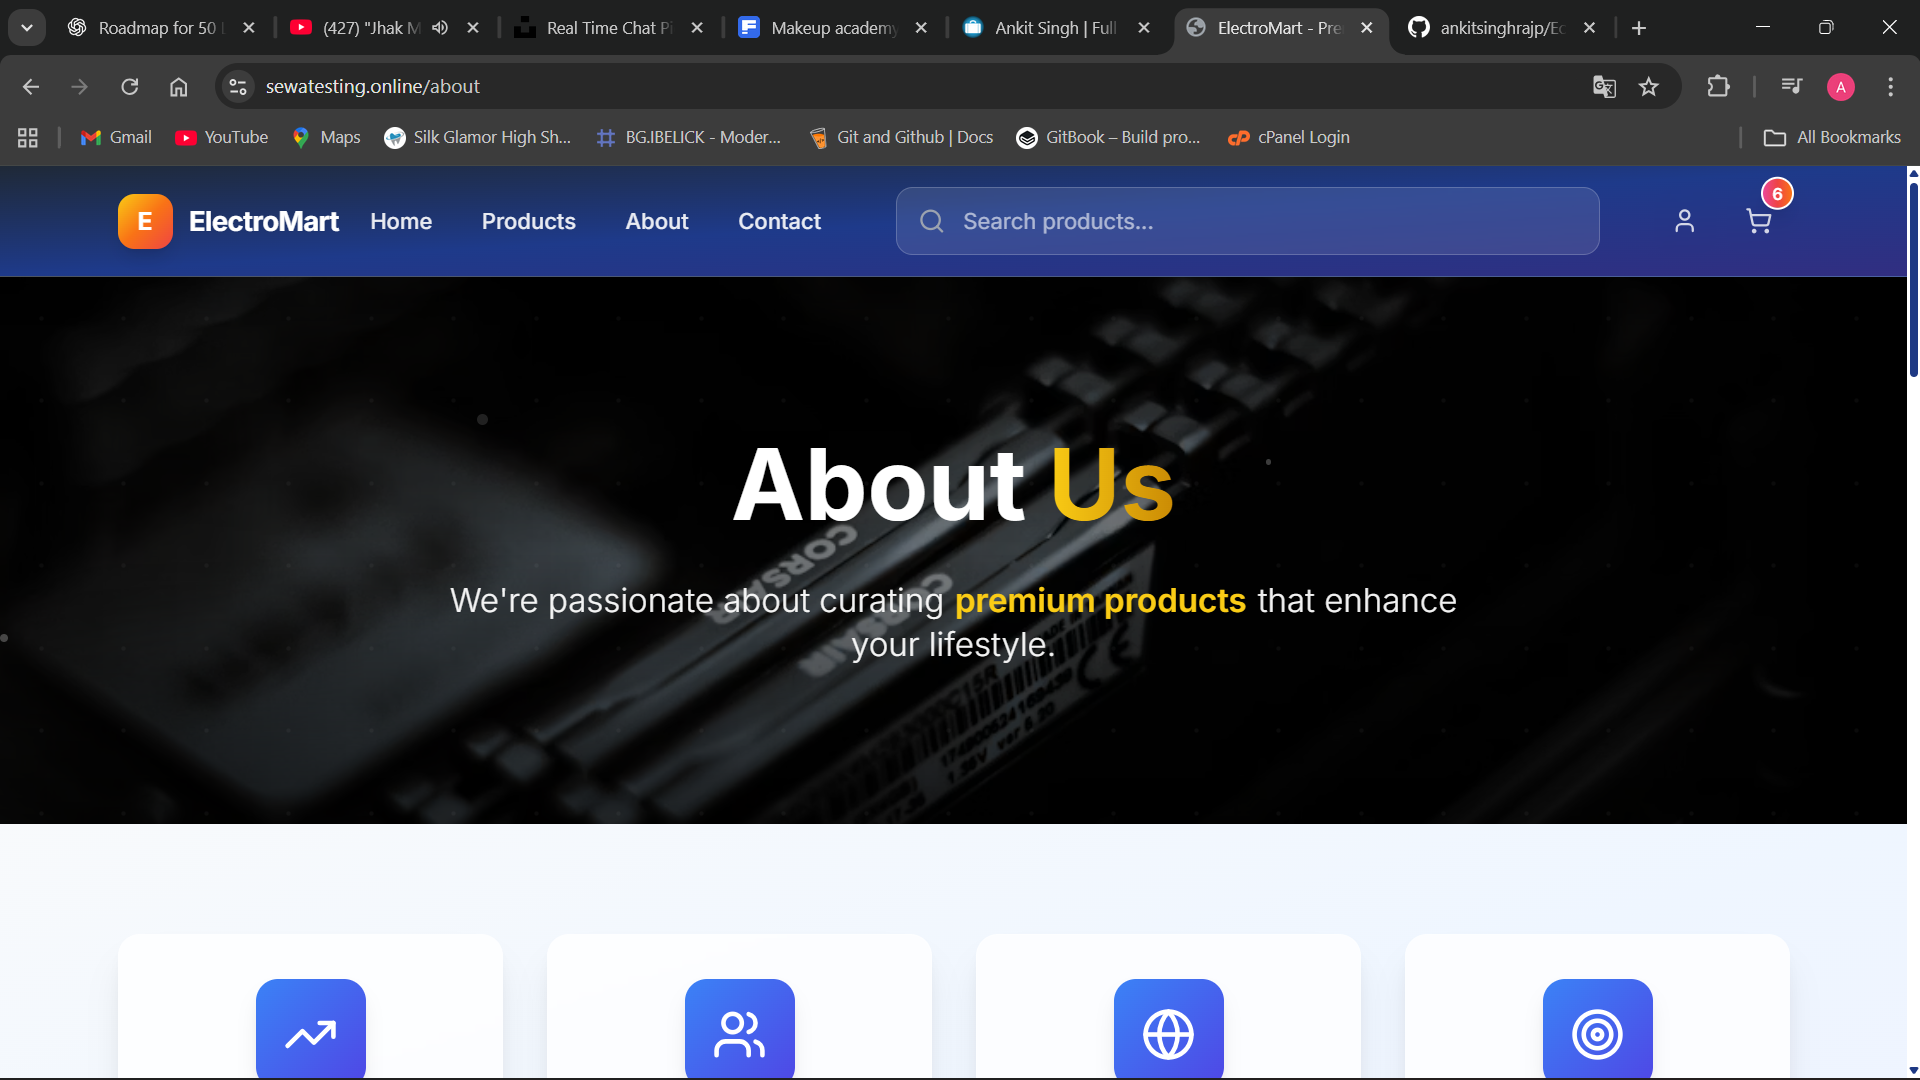 Roadmap for 50
(427) "Jhak M
Real Time Chat Pi
Makeup academy
Ankit Singh | Full
ElectroMart - Pre
ankitsinghrajp/Ec
sewatesting.online/about
A
Gmail
YouTube
Maps
Silk Glamor High Sh...
BG.IBELICK - Moder...
Git and Github | Docs
GitBook – Build pro...
cPanel Login
All Bookmarks
E
ElectroMart
Home
Products
About
Contact
Search products...
6
About Us
We're passionate about curating premium products that enhance
your lifestyle.
CORSAIR